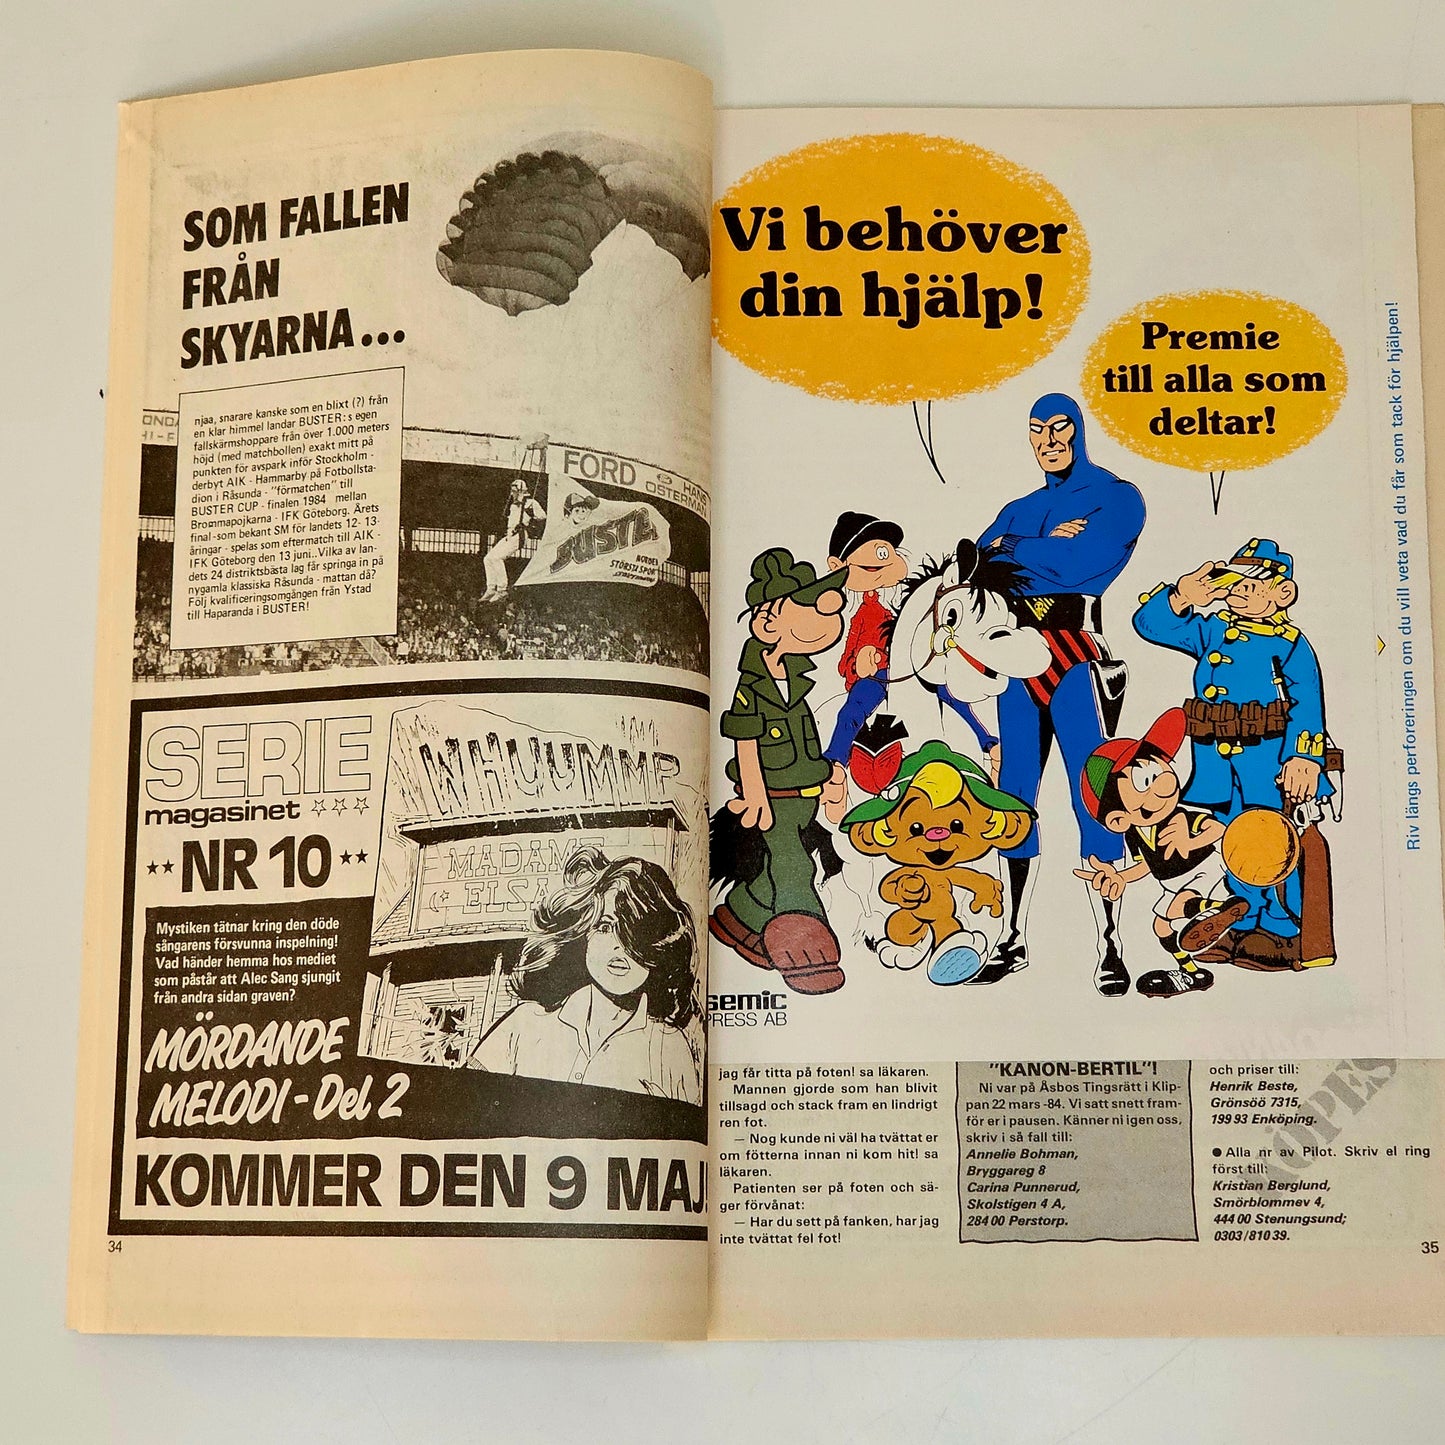 SOM FALLEN
FRÅN
SKYARNA...
njaa, snarare kanske som en blixt (?) från
en klar himmel landar BUSTER:s egen
fallskärmshoppare från över 1.000 meters
höjd (med matchbollen) exakt mitt på
punkten för avspark inför Stockholm -
derbyt AIK - Hammarby på Fotbollsta-
dion i Råsunda - "förmatchen" till
BUSTER CUP - finalen 1984 mellan
Brommapojkarna - IFK Göteborg. Årets
final -som bekant SM för landets 12- 13-
åringar - spelas som eftermatch till AIK -
IFK Göteborg den 13 juni.. Vilka av lan-
dets 24 distriktsbästa lag får springa in på
nygamla klassiska Råsunda - mattan då?
Följ kvalificeringsomgången från Ystad
till Haparanda i BUSTER!
HI-F
FORD
HANS
ÖSTERMAN
BUSTER
NORDENS
STÖRSTA SPORT
SERIE
magasinet
NR 10
WHUUMMP
MADAME
ELSA
Mystiken tätnar kring den döde
sångarens försvunna inspelning!
Vad händer hemma hos mediet
som påstår att Alec Sang sjungit
från andra sidan graven?
MÖRDANDE
MELODI - Del 2
KOMMER DEN 9 MAJ!
34
Vi behöver
din hjälp!
Premie
till alla som
deltar!
Riv längs perforeringen om du vill veta vad du får som tack för hjälpen!
semic
PRESS AB
jag får titta på foten! sa läkaren.
Mannen gjorde som han blivit
tillsagd och stack fram en lindrigt
ren fot.
— Nog kunde ni väl ha tvättat er
om fötterna innan ni kom hit! sa
läkaren.
Patienten ser på foten och sä-
ger förvånat:
— Har du sett på fanken, har jag
inte tvättat fel fot!
"KANON-BERTIL"!
Ni var på Åsbos Tingsrätt i Klip-
pan 22 mars -84. Vi satt snett fram-
för er i pausen. Känner ni igen oss,
skriv i så fall till:
Annelie Bohman,
Bryggareg 8
Carina Punnerud,
Skolstigen 4 A,
284 00 Perstorp.
och priser till:
Henrik Beste,
Grönsöö 7315,
199 93 Enköping.
● Alla nr av Pilot. Skriv el ring
först till:
Kristian Berglund,
Smörblommev 4,
444 00 Stenungsund;
0303/810 39.
KÖPES
35